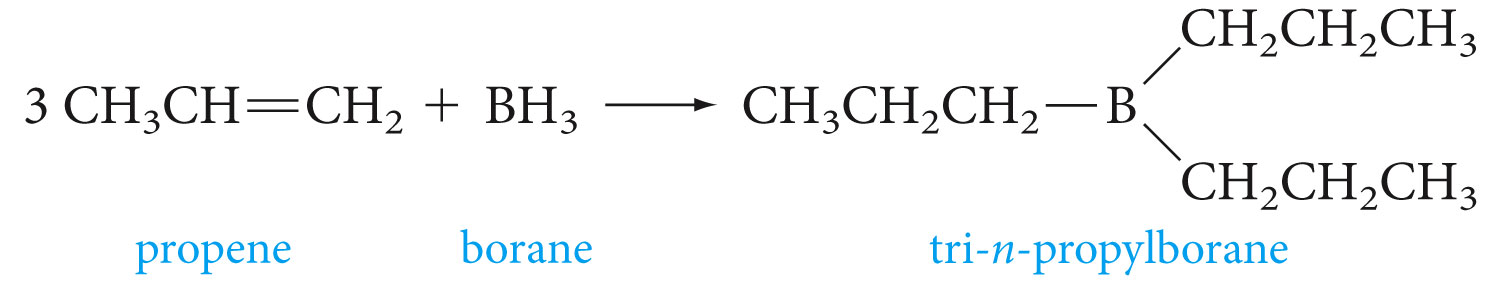 CH₂CH₂CH₃
3 CH₃CH=CH₂ + BH₃ ⟶ CH₃CH₂CH₂—B
CH₂CH₂CH₃
propene borane tri-n-propylborane